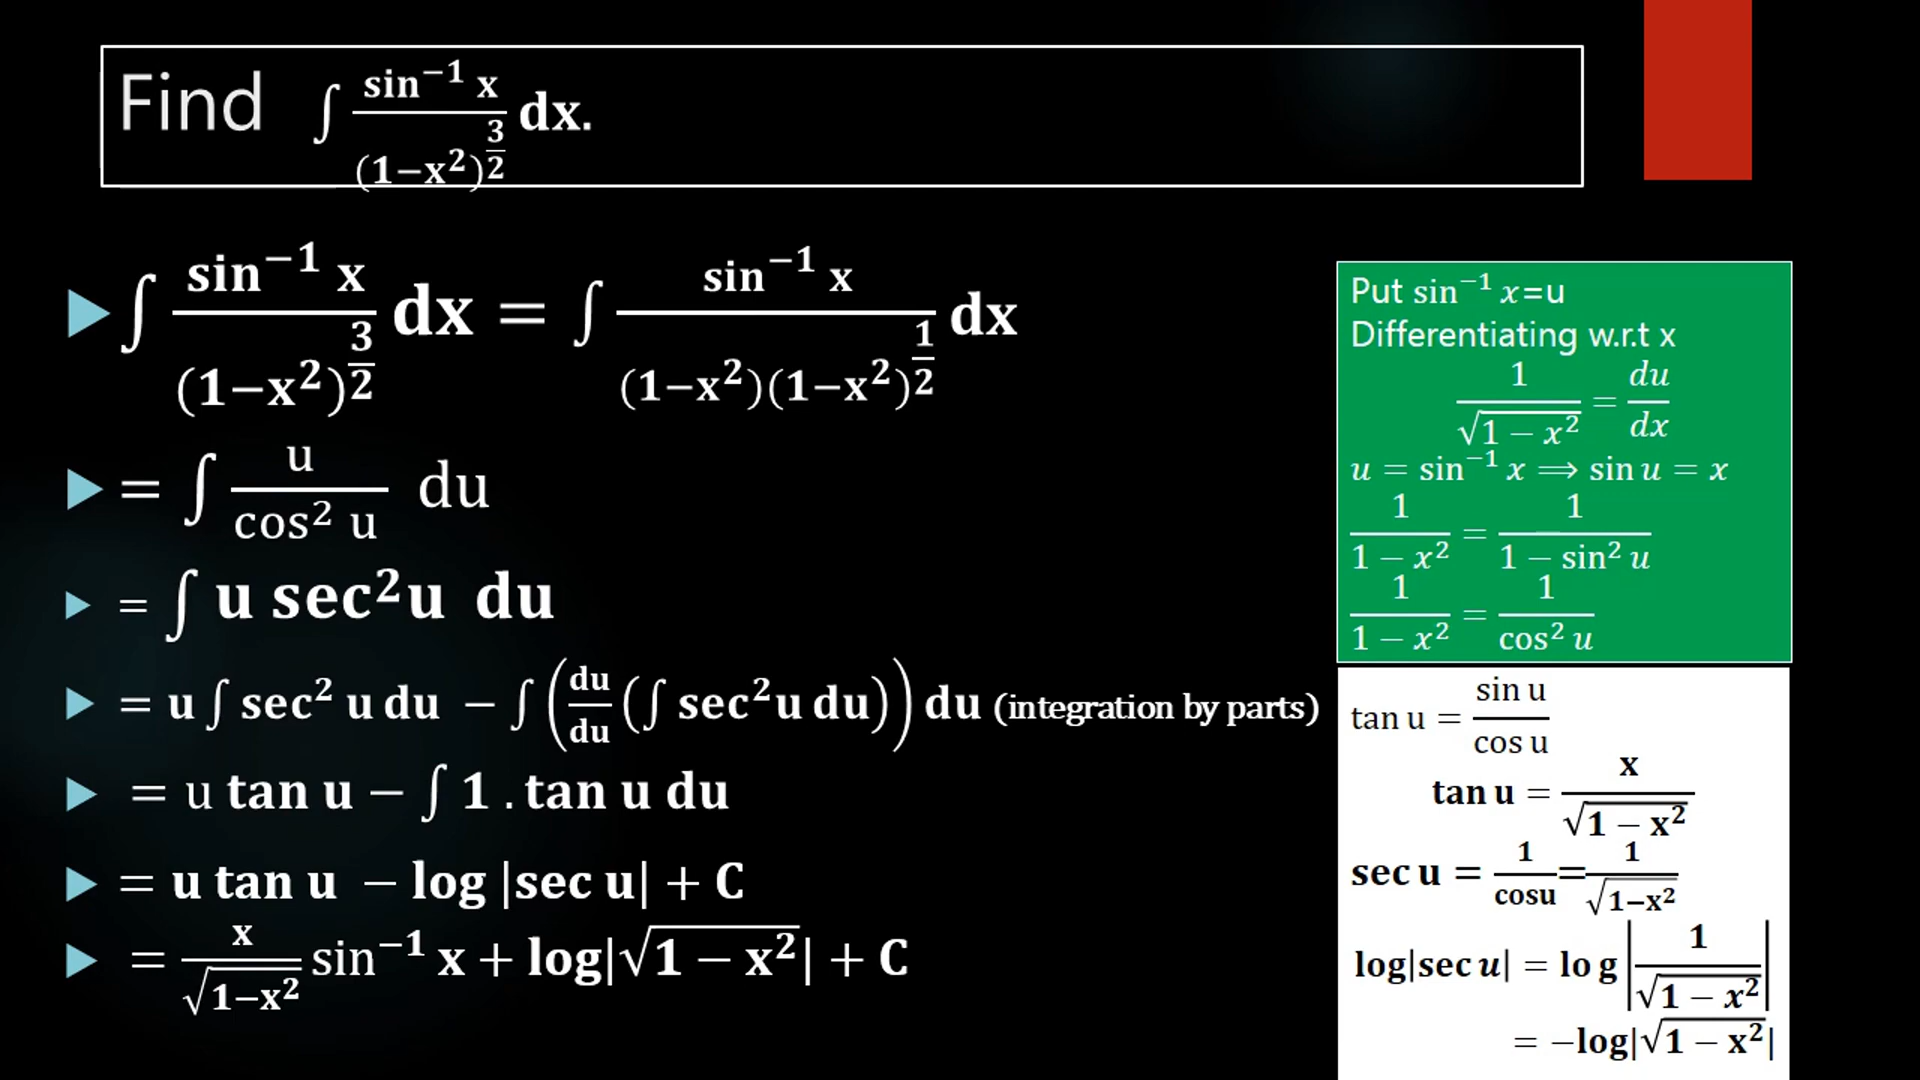 Find ∫ sin⁻¹ x / (1−x²)^(3/2) dx.
∫ sin⁻¹ x / (1−x²)^(3/2) dx = ∫ sin⁻¹ x / ((1−x²)(1−x²)^(1/2)) dx
= ∫ u / cos² u du
= ∫ u sec²u du
= u ∫ sec² u du − ∫ (du/du (∫ sec²u du)) du (integration by parts)
= u tan u − ∫ 1 . tan u du
= u tan u − log |sec u| + C
= x/√(1−x²) sin⁻¹ x + log|√(1 − x²)| + C
Put sin⁻¹ x=u
Differentiating w.r.t x
1/√(1 − x²) = du/dx
u = sin⁻¹ x ⟹ sin u = x
1/(1 − x²) = 1/(1 − sin² u)
1/(1 − x²) = 1/cos² u
tan u = sin u/cos u
tan u = x/√(1 − x²)
sec u = 1/cosu=1/√(1−x²)
log|sec u| = lo g |1/√(1 − x²)|
= −log|√(1 − x²)|